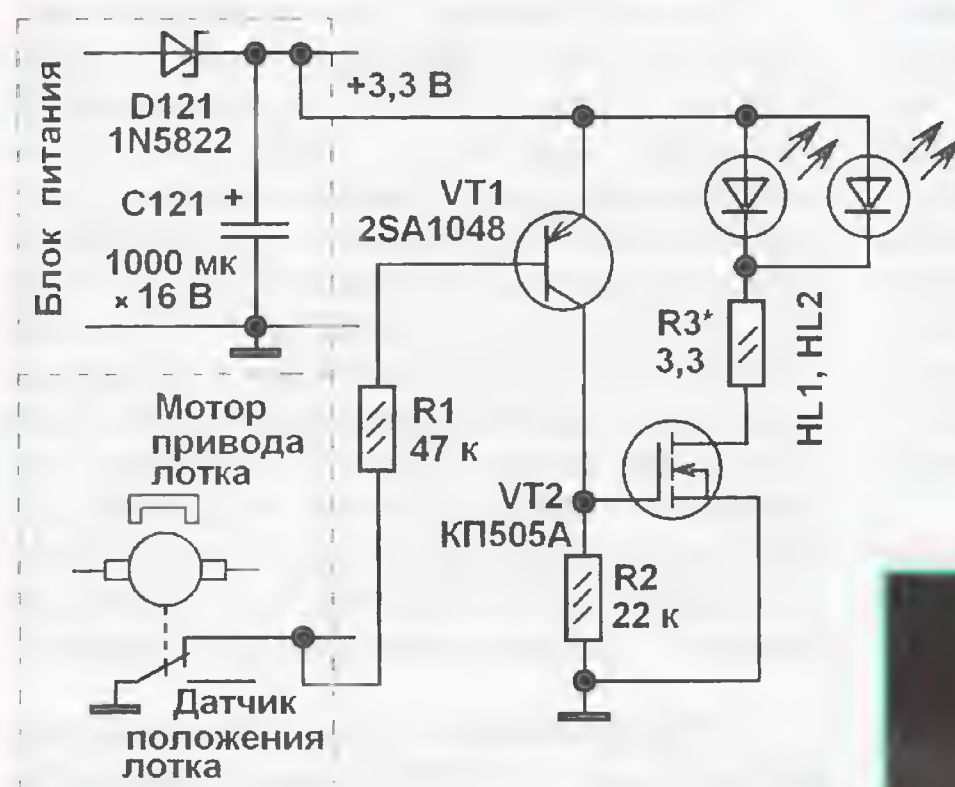 Блок питания
D121
1N5822
C121 +
1000 мк
× 16 В
+3,3 В
VT1
2SA1048
R3*
3,3
HL1, HL2
Мотор
привода
лотка
R1
47 к
VT2
КП505А
R2
22 к
Датчик
положения
лотка